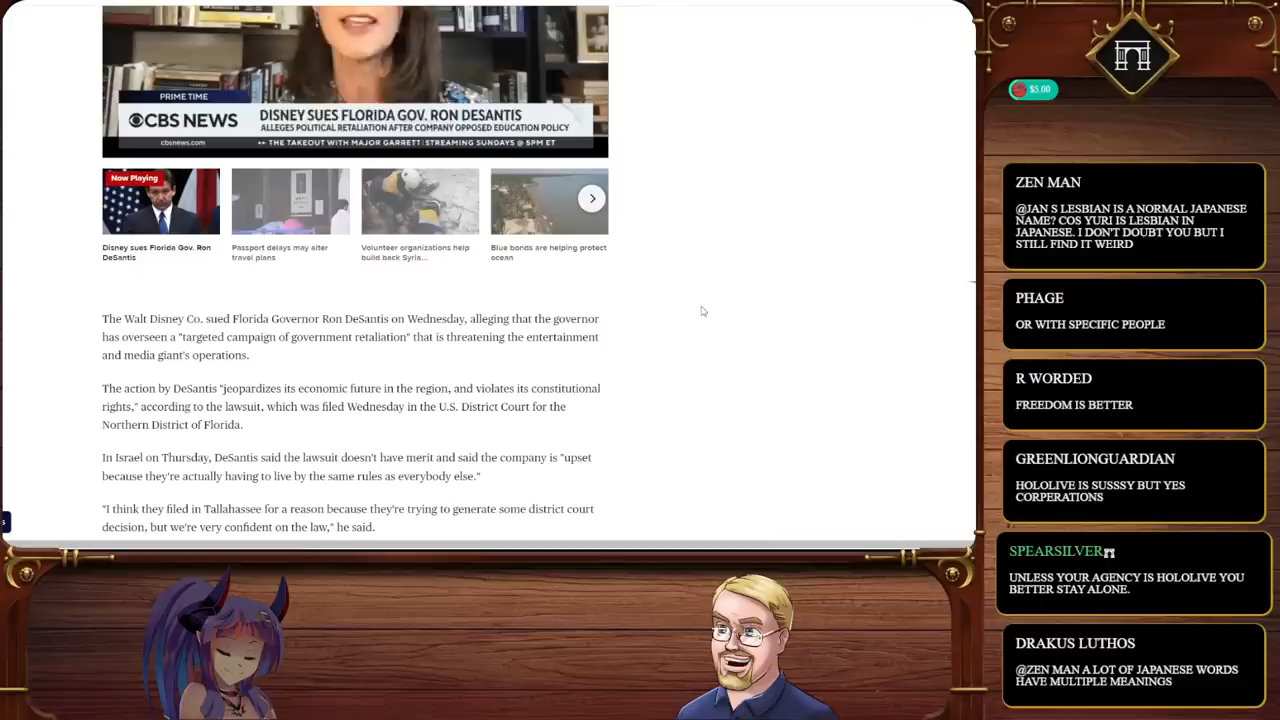 PRIME TIME
CBS NEWS
cbsnews.com
DISNEY SUES FLORIDA GOV. RON DESANTIS
ALLEGES POLITICAL RETALIATION AFTER COMPANY OPPOSED EDUCATION POLICY
THE TAKEOUT WITH MAJOR GARRETT STREAMING SUNDAYS @ 5PM ET
Now Playing
Disney sues Florida Gov. Ron
DeSantis
Passport delays may alter
travel plans
Volunteer organizations help
build back Syria...
Blue bonds are helping protect
ocean
The Walt Disney Co. sued Florida Governor Ron DeSantis on Wednesday, alleging that the governor
has overseen a "targeted campaign of government retaliation" that is threatening the entertainment
and media giant's operations.
The action by DeSantis "jeopardizes its economic future in the region, and violates its constitutional
rights," according to the lawsuit, which was filed Wednesday in the U.S. District Court for the
Northern District of Florida.
In Israel on Thursday, DeSantis said the lawsuit doesn't have merit and said the company is "upset
because they're actually having to live by the same rules as everybody else."
"I think they filed in Tallahassee for a reason because they're trying to generate some district court
decision, but we're very confident on the law," he said.
$5.00
ZEN MAN
@JAN S LESBIAN IS A NORMAL JAPANESE
NAME? COS YURI IS LESBIAN IN
JAPANESE. I DON'T DOUBT YOU BUT I
STILL FIND IT WEIRD
PHAGE
OR WITH SPECIFIC PEOPLE
R WORDED
FREEDOM IS BETTER
GREENLIONGUARDIAN
HOLOLIVE IS SUSSSY BUT YES
CORPERATIONS
SPEARSILVER
UNLESS YOUR AGENCY IS HOLOLIVE YOU
BETTER STAY ALONE.
DRAKUS LUTHOS
@ZEN MAN A LOT OF JAPANESE WORDS
HAVE MULTIPLE MEANINGS